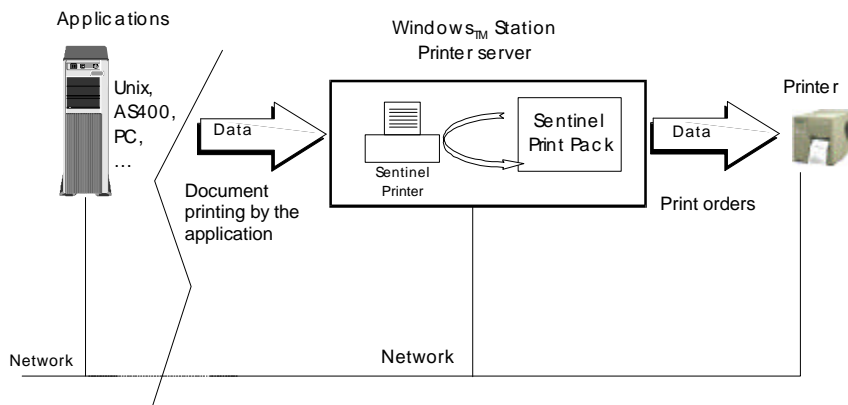 Applications
Unix,
AS400,
PC,
...
Data
Document
printing by the
application
Windows™ Station
Printer server
Sentinel
Printer
Sentinel
Print Pack
Data
Print orders
Printer
Network
Network